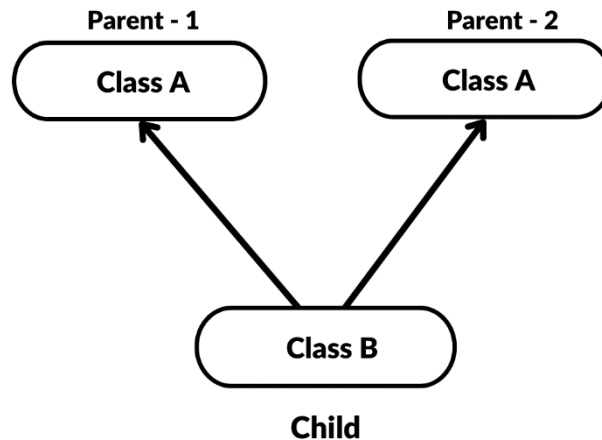 Parent - 1
Parent - 2
Class A
Class A
Class B
Child